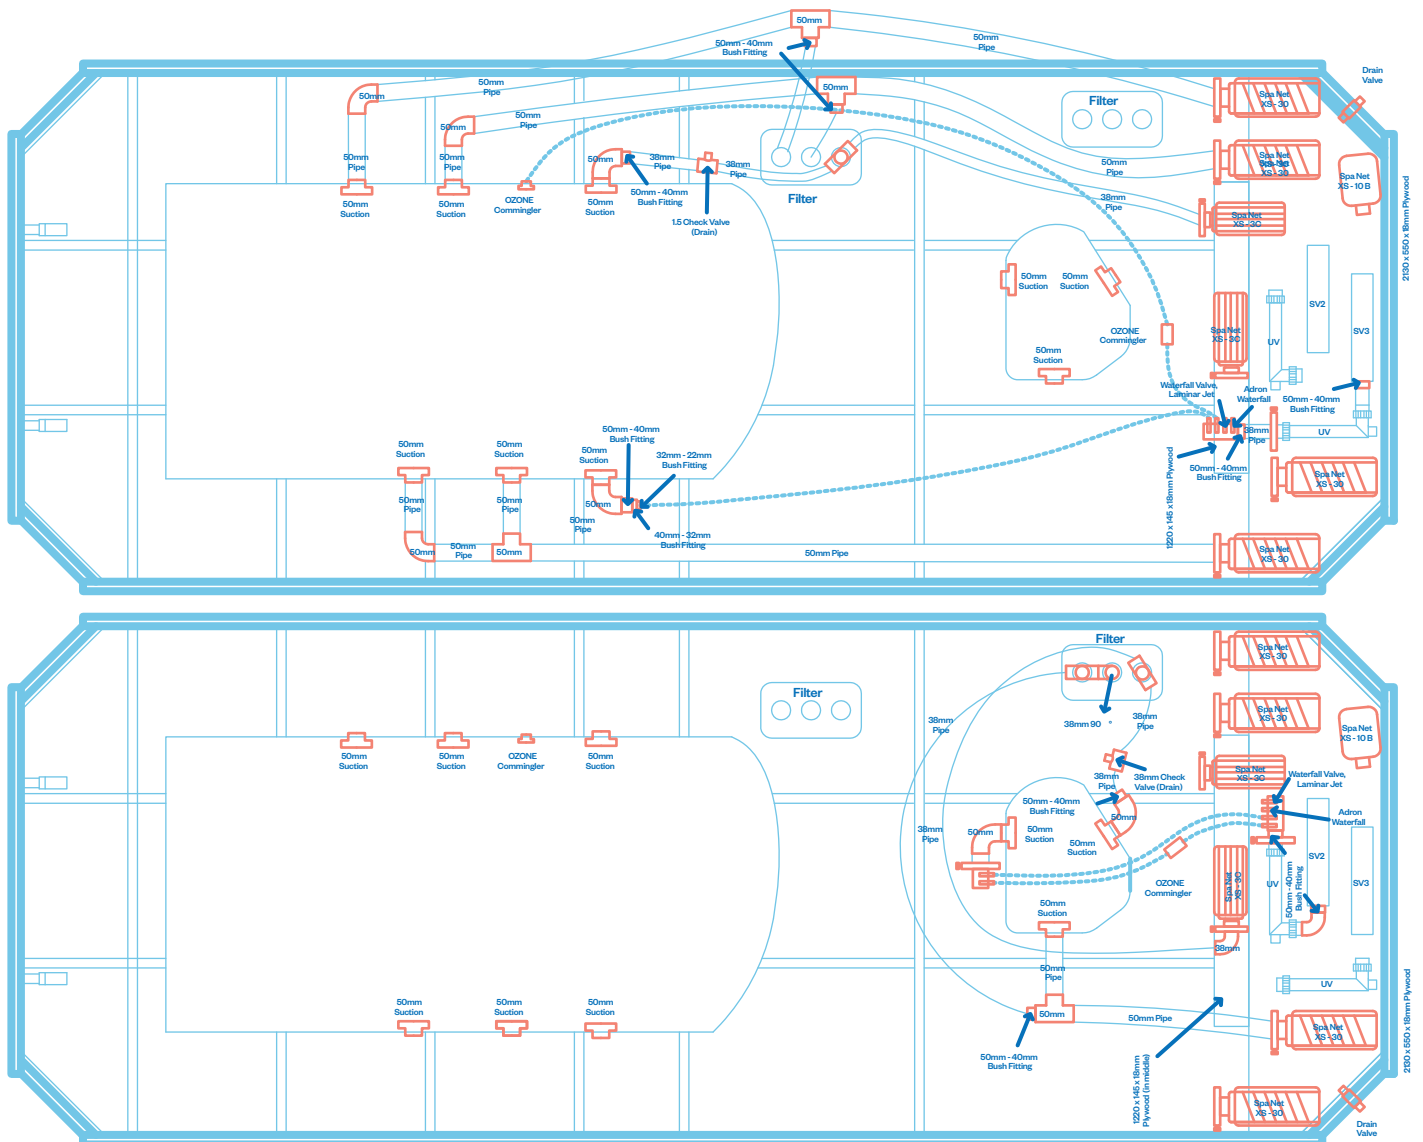 50mm
50mm - 40mm
Bush Fitting
50mm
Pipe
Drain
Valve
50mm
Pipe
50mm
50mm
Filter
Spa Net
XS - 30
50mm
50mm
Pipe
50mm
Pipe
50mm
Pipe
50mm
38mm
Pipe
38mm
Pipe
50mm
Pipe
Spa Net
XS - 30
Spa Net
XS - 10 B
50mm
Suction
50mm
Suction
OZONE
Commingler
50mm
Suction
50mm - 40mm
Bush Fitting
Filter
38mm
Pipe
1.5 Check Valve
(Drain)
Spa Net
XS - 3C
2130 x 550 x 18mm Plywood
50mm
Suction
50mm
Suction
OZONE
Commingler
Spa Net
XS - 3C
UV
SV2
SV3
50mm
Suction
Waterfall Valve,
Laminar Jet
Adron
Waterfall
50mm - 40mm
Bush Fitting
38mm
Pipe
UV
50mm - 40mm
Bush Fitting
1220 x 145 x18mm Plywood
50mm
Suction
50mm
Suction
50mm
Suction
50mm - 40mm
Bush Fitting
32mm - 22mm
Bush Fitting
50mm
Pipe
50mm
Pipe
50mm
50mm
Pipe
40mm - 32mm
Bush Fitting
Spa Net
XS - 30
50mm
50mm
Pipe
50mm
50mm Pipe
Spa Net
XS - 30
Filter
Filter
Spa Net
XS - 30
38mm
Pipe
38mm 90 °
38mm
Pipe
Spa Net
XS - 30
Spa Net
XS - 10 B
50mm
Suction
50mm
Suction
OZONE
Commingler
50mm
Suction
38mm
Pipe
38mm Check
Valve (Drain)
Spa Net
XS - 3C
Waterfall Valve,
Laminar Jet
50mm - 40mm
Bush Fitting
50mm
Adron
Waterfall
38mm
Pipe
50mm
50mm
Suction
50mm
Suction
OZONE
Commingler
Spa Net
XS - 3C
UV
50mm - 40mm
Bush Fitting
SV2
SV3
50mm
Suction
38mm
50mm
Pipe
UV
50mm
Suction
50mm
Suction
50mm
Suction
50mm
50mm Pipe
Spa Net
XS - 30
50mm - 40mm
Bush Fitting
1220 x 145 x 18mm
Plywood (in middle)
2130 x 550 x 18mm Plywood
Spa Net
XS - 30
Drain
Valve